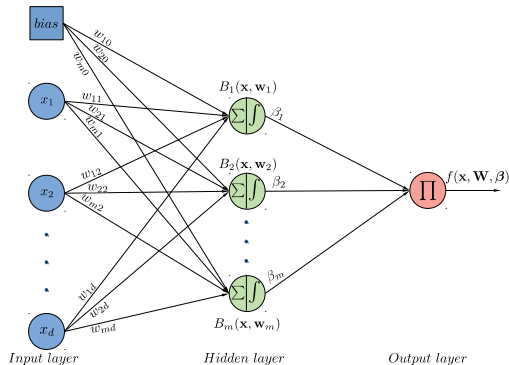 bias
w₁₀
w₂₀
wₘ₀
B₁(x, w₁)
x₁
w₁₁
w₂₁
wₘ₁
∑ ∫
β₁
B₂(x, w₂)
x₂
w₁₂
w₂₂
wₘ₂
∑ ∫
β₂
∏
f(x, W, β)
w₁d
w₂d
wₘd
∑ ∫
βₘ
Bₘ(x, wₘ)
x_d
Input layer
Hidden layer
Output layer